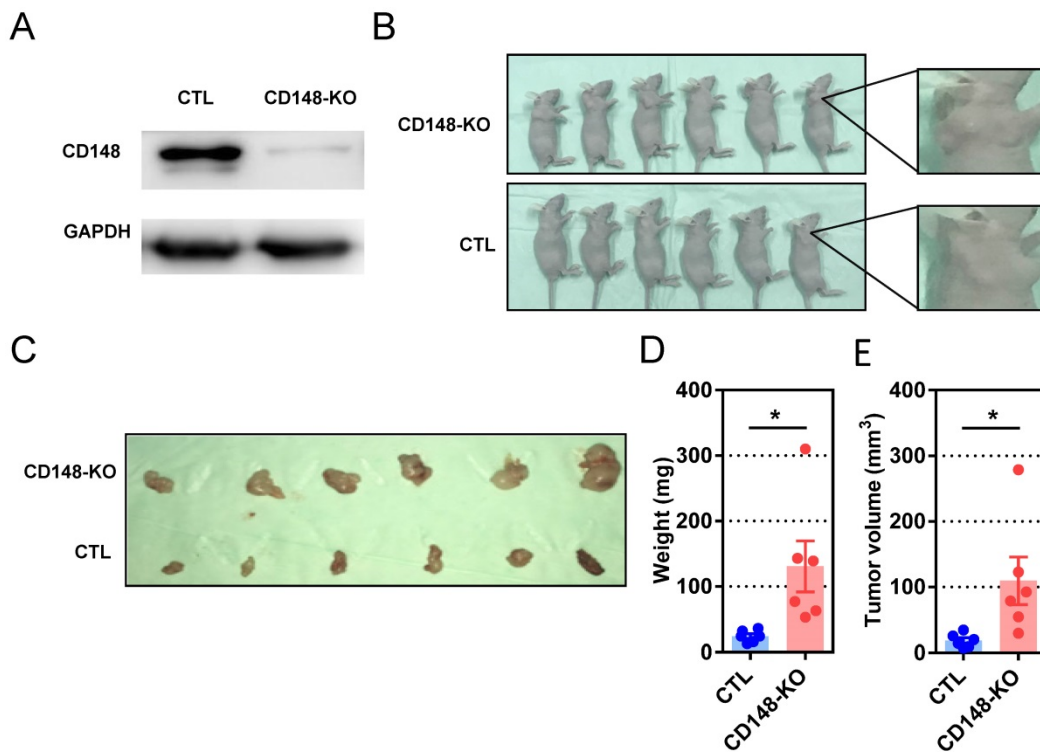 A
CTL CD148-KO
CD148
GAPDH
B
CD148-KO
CTL
C
CD148-KO
CTL
D
Weight (mg)
400
300
200
100
0
*
CTL
CD148-KO
E
Tumor volume (mm³)
400
300
200
100
0
*
CTL
CD148-KO